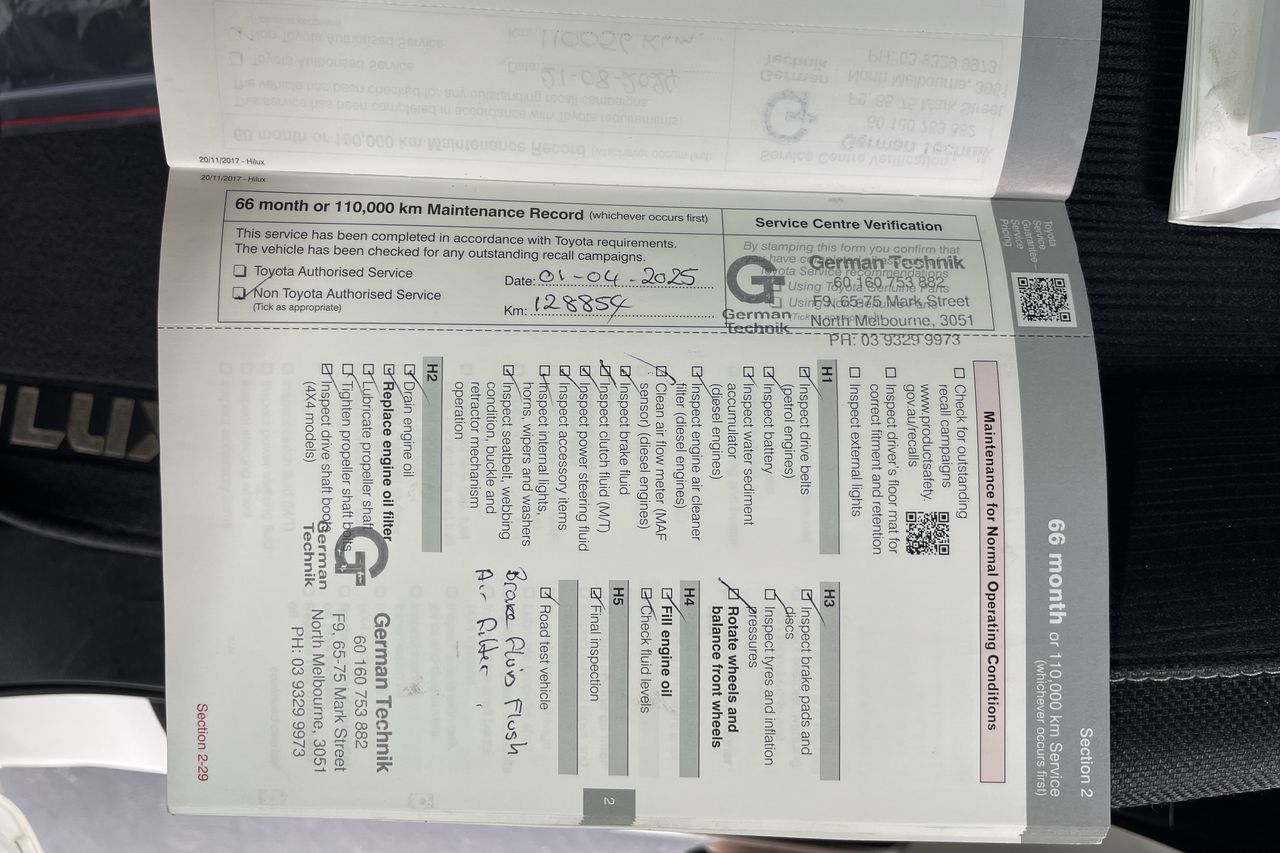 20/11/2017 - Hilux
20/11/2017 - Hilux
66 month or 110,000 km Maintenance Record (whichever occurs first)
This service has been completed in accordance with Toyota requirements.
The vehicle has been checked for any outstanding recall campaigns.
Toyota Authorised Service
Non Toyota Authorised Service
(Tick as appropriate)
Date: 01-04-2025
Km: 128854
Service Centre Verification
By stamping this form you confirm that
German Technik
60 160 753 882
F9, 65-75 Mark Street
North Melbourne, 3051
PH: 03 9329 9973
G
German
Technik
Toyota
Service
Guarantee -
Service
Pricing
Section 2
66 month or 110,000 km Service
(whichever occurs first)
Maintenance for Normal Operating Conditions
Check for outstanding
recall campaigns
www.productsafety.
gov.au/recalls
Inspect driver's floor mat for
correct fitment and retention
Inspect external lights
H1
Inspect drive belts
(petrol engines)
Inspect battery
Inspect water sediment
accumulator
(diesel engines)
Inspect engine air cleaner
filter (diesel engines)
Clean air flow meter (MAF
sensor) (diesel engines)
Inspect brake fluid
Inspect clutch fluid (M/T)
Inspect power steering fluid
Inspect accessory items
Inspect internal lights,
horns, wipers and washers
Inspect seatbelt, webbing
condition, buckle and
retractor mechanism
operation
H2
Drain engine oil
Replace engine oil filter
Lubricate propeller shaft
Tighten propeller shaft bolts
Inspect drive shaft boots
(4X4 models)
H3
Inspect brake pads and
discs
Inspect tyres and inflation
pressures
Rotate wheels and
balance front wheels
H4
Fill engine oil
Check fluid levels
H5
Final inspection
Road test vehicle
Brake Fluid Flush
Air Filter
German
Technik
German Technik
60 160 753 882
F9, 65-75 Mark Street
North Melbourne, 3051
PH: 03 9329 9973
2
Section 2-29